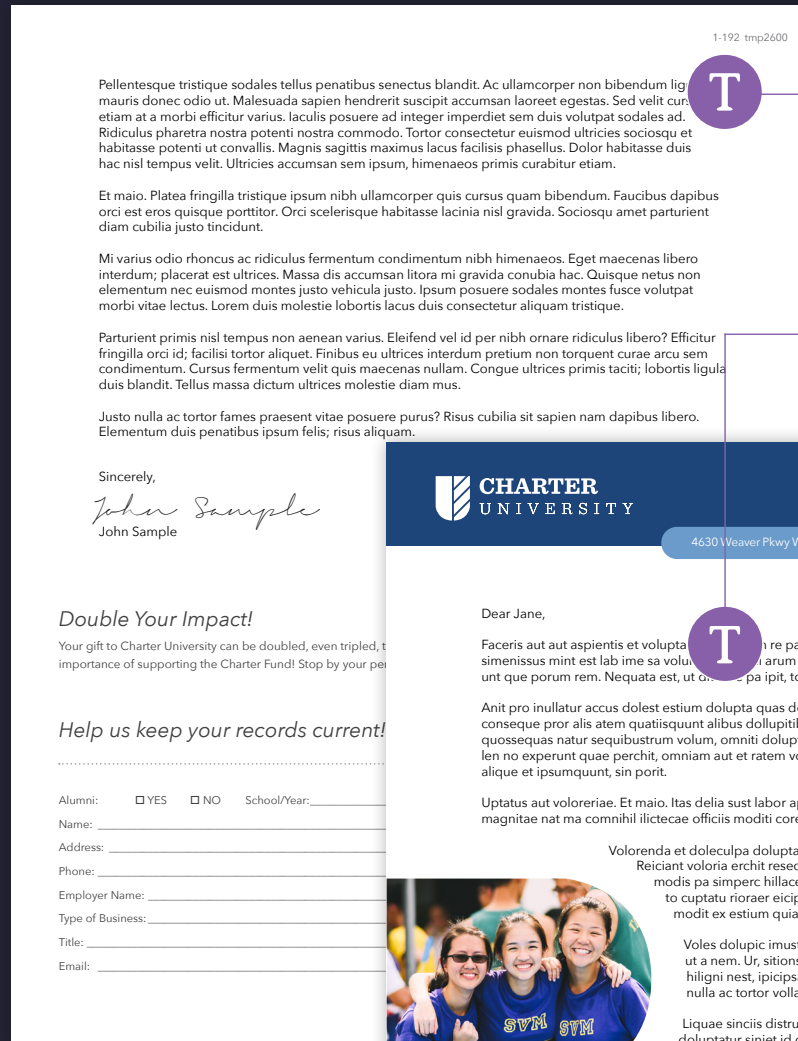 1-192 tmp2600
T
Pellentesque tristique sodales tellus penatibus senectus blandit. Ac ullamcorper non bibendum
mauris donec odio ut. Malesuada sapien hendrerit suscipit accumsan laoreet egestas. Sed velit
etiam at a morbi efficitur varius. Iaculis posuere ad integer imperdiet sem duis volutpat sodales ad.
Ridiculus pharetra nostra potenti nostra commodo. Tortor consectetur euismod ultricies sociosqu et
habitasse potenti ut convallis. Magnis sagittis maximus lacus facilisis phasellus. Dolor habitasse duis
hac nisl tempus velit. Ultricies accumsan sem ipsum, himenaeos primis curabitur etiam.
Et maio. Platea fringilla tristique ipsum nibh ullamcorper quis cursus quam bibendum. Faucibus dapibus
orci est eros quisque porttitor. Orci scelerisque habitasse lacinia nisl gravida. Sociosqu amet parturient
diam cubilia justo tincidunt.
Mi varius odio rhoncus ac ridiculus fermentum condimentum nibh himenaeos. Eget maecenas libero
interdum; placerat est ultrices. Massa dis accumsan litora mi gravida conubia hac. Quisque netus non
elementum nec euismod montes justo vehicula justo. Ipsum posuere sodales montes fusce volutpat
morbi vitae lectus. Lorem duis molestie lobortis lacus duis consectetur aliquam tristique.
Parturient primis nisl tempus non aenean varius. Eleifend vel id per nibh ornare ridiculus libero? Efficitur
fringilla orci id; facilisi tortor aliquet. Finibus eu ultrices interdum pretium non torquent curae arcu sem
condimentum. Cursus fermentum velit quis maecenas nullam. Congue ultrices primis taciti; lobortis ligula
duis blandit. Tellus massa dictum ultrices molestie diam mus.
Justo nulla ac tortor fames praesent vitae posuere purus? Risus cubilia sit sapien nam dapibus libero.
Elementum duis penatibus ipsum felis; risus aliquam.
Sincerely,
John Sample
John Sample
Double Your Impact!
Your gift to Charter University can be doubled, even tripled,
importance of supporting the Charter Fund! Stop by your
Help us keep your records current!
Alumni: YES NO School/Year:
Name:
Address:
Phone:
Employer Name:
Type of Business:
Title:
Email:
CHARTER
UNIVERSITY
4630 Weaver Pkwy
Dear Jane,
T
Faceris aut aut aspientis et re
simenissus mint est lab ime sa arum
unt que porum rem. Nequata est, ut pa ipit,
Anit pro inullatur accus dolest estium dolupta quas
conseque pror alis atem quatiisquunt alibus
quossequas natur sequibustrum volum, omniti
len no experunt quae perchit, omniam aut et ratem
alique et ipsumquunt, sin porit.
Uptatus aut voloreriae. Et maio. Itas delia sust labor
magnitae nat ma comnihil ilictecae officiis moditi
Volorenda et doleculpa
Reiciant voloria erchit
modis pa simperc
to cuptatu rioraer
modit ex estium
Voles dolupic
ut a nem. Ur,
hiligni nest,
nulla ac tortor
Liquae sinciis
doluptatur siniet id
SVM
SVM